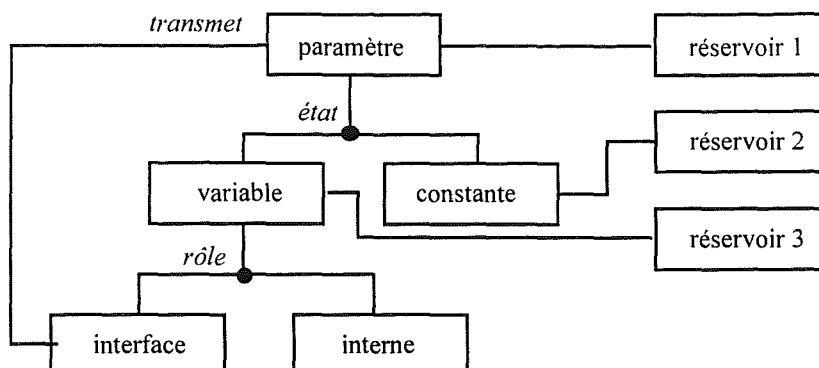 transmet
paramètre
réservoir 1
état
réservoir 2
variable
constante
réservoir 3
rôle
interface
interne